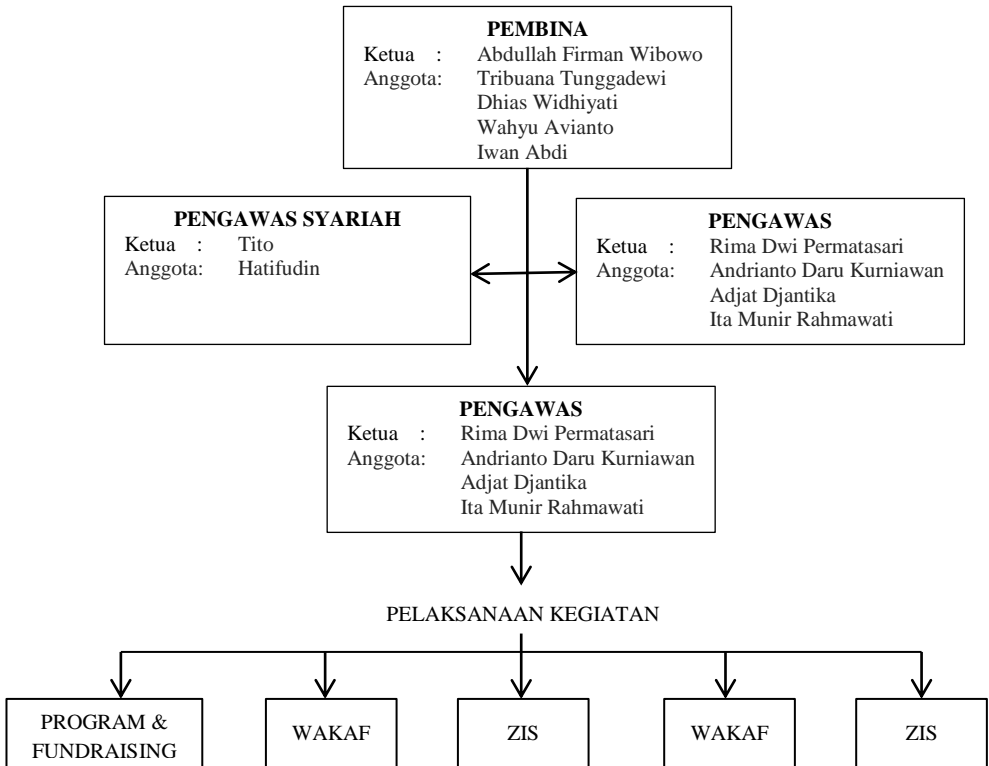 PEMBINA
Ketua : Abdullah Firman Wibowo
Anggota: Tribuana Tunggadewi
Dhias Widhiyati
Wahyu Avianto
Iwan Abdi
PENGAWAS SYARIAH
Ketua : Tito
Anggota: Hatifudin
PENGAWAS
Ketua : Rima Dwi Permatasari
Anggota: Andrianto Daru Kurniawan
Adjat Djantika
Ita Munir Rahmawati
PENGAWAS
Ketua : Rima Dwi Permatasari
Anggota: Andrianto Daru Kurniawan
Adjat Djantika
Ita Munir Rahmawati
PELAKSANAAN KEGIATAN
PROGRAM &
FUNDRAISING
WAKAF
ZIS
WAKAF
ZIS